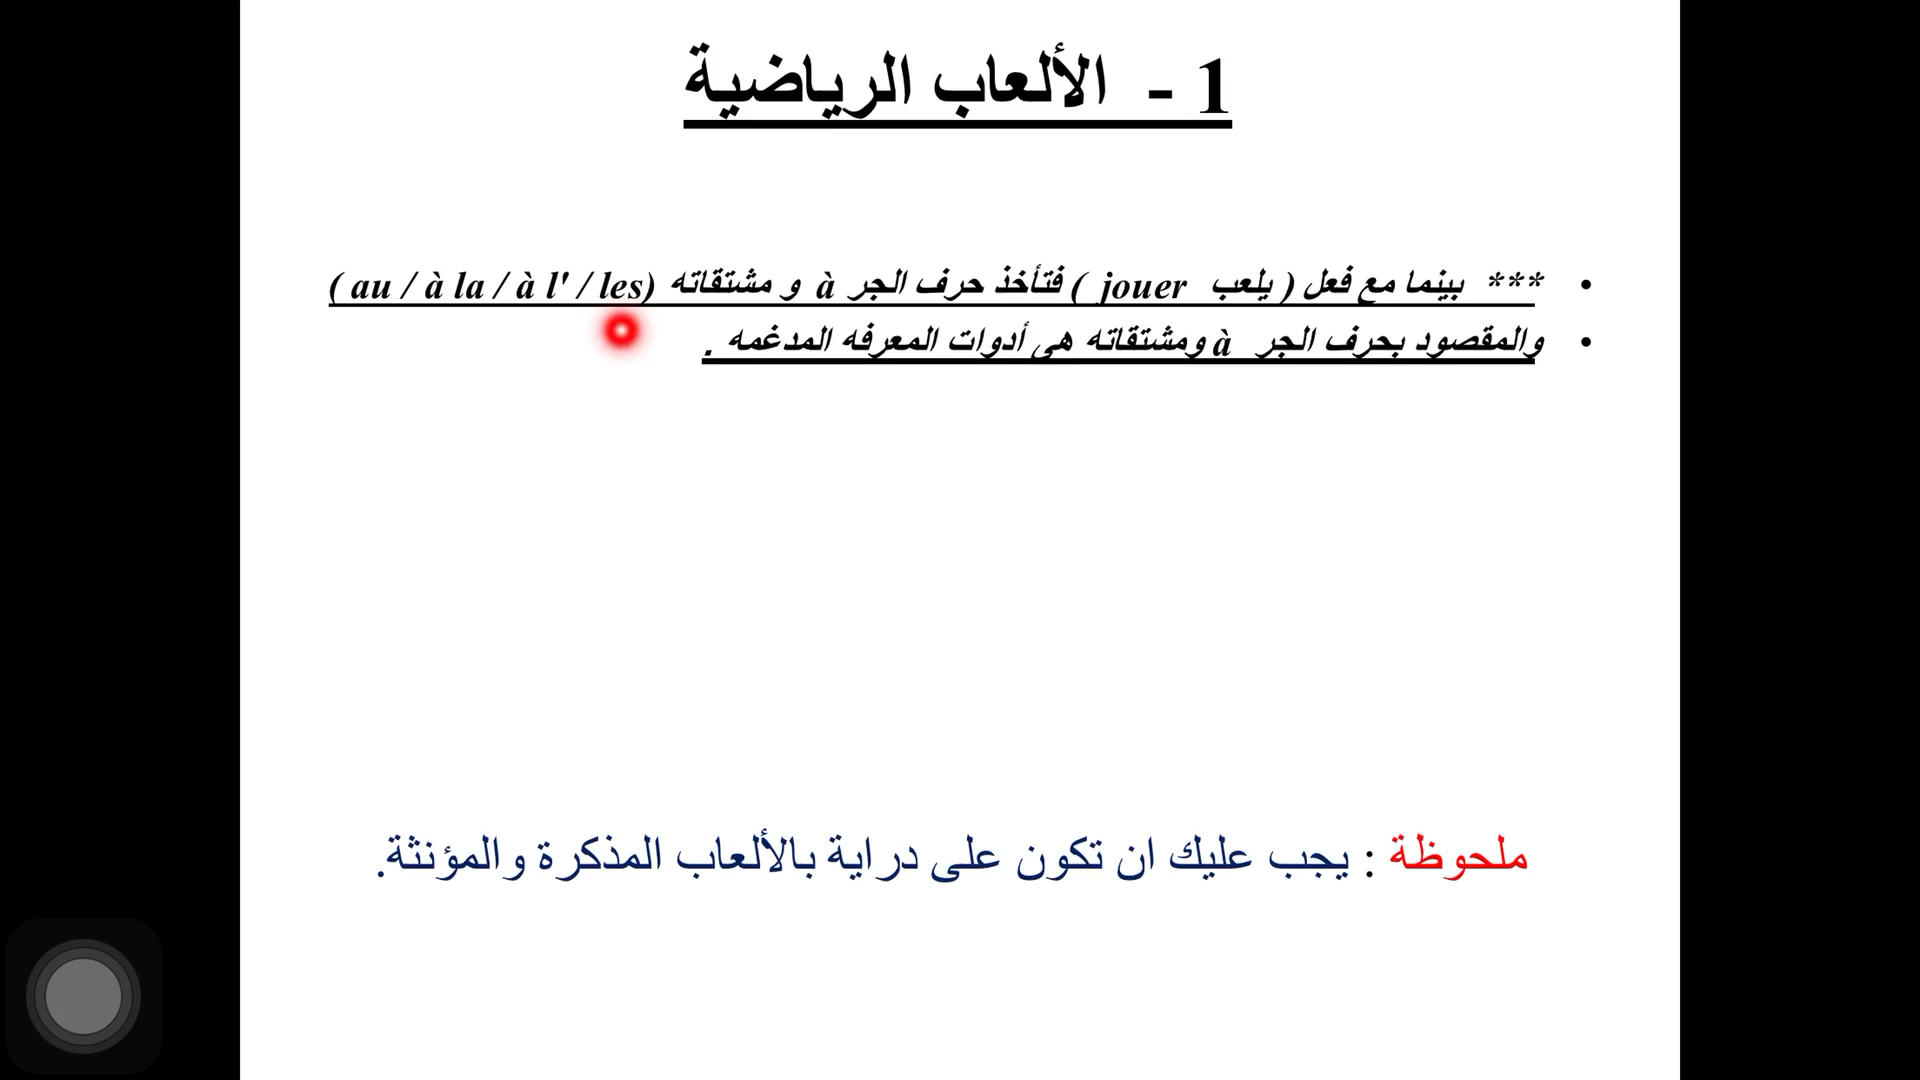 1 - الألعاب الرياضية
• *** بينما مع فعل ( يلعب jouer ) فتأخذ حرف الجر à و مشتقاته (au / à la / à l' / les )
• والمقصود بحرف الجر à ومشتقاته هى أدوات المعرفه المدغمه .
ملحوظة : يجب عليك ان تكون على دراية بالألعاب المذكرة والمؤنثة.